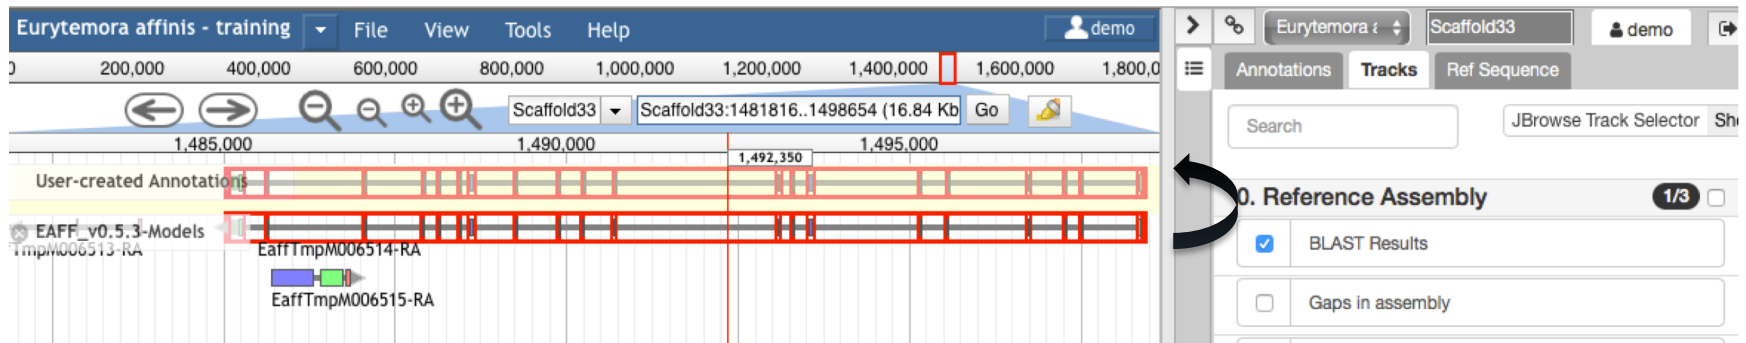 Eurytemora affinis - training File View Tools Help demo
0 200,000 400,000 600,000 800,000 1,000,000 1,200,000 1,400,000 1,600,000 1,800,0
Scaffold33 Scaffold33:1481816..1498654 (16.84 Kb Go
1,485,000 1,490,000 1,495,000
1,492,350
User-created Annotations
EAFF_v0.5.3-Models
TmpM006513-RA EaffTmpM006514-RA
EaffTmpM006515-RA
Eurytemora a Scaffold33 demo
Annotations Tracks Ref Sequence
Search JBrowse Track Selector Sho
0. Reference Assembly 1/3
BLAST Results
Gaps in assembly